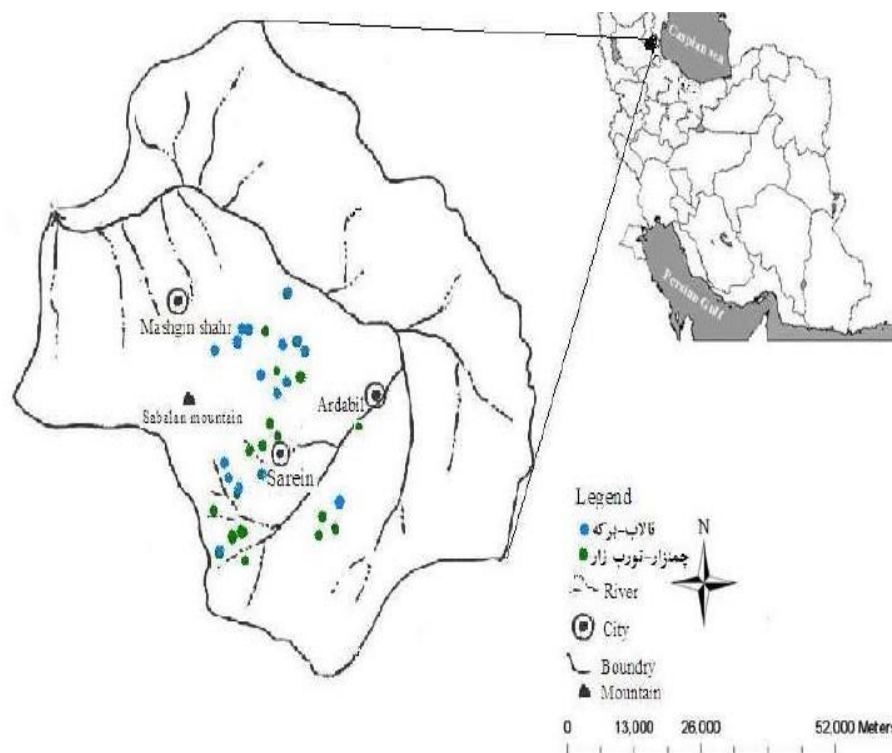 Caspian sea
Persian Gulf
Mashgin shahr
Sabalan mountain
Ardabil
Sarein
Legend
تالاب-برکه
چمنزار-تورب زار
River
City
Boundry
Mountain
N
0 13,000 26,000 52,000 Meters